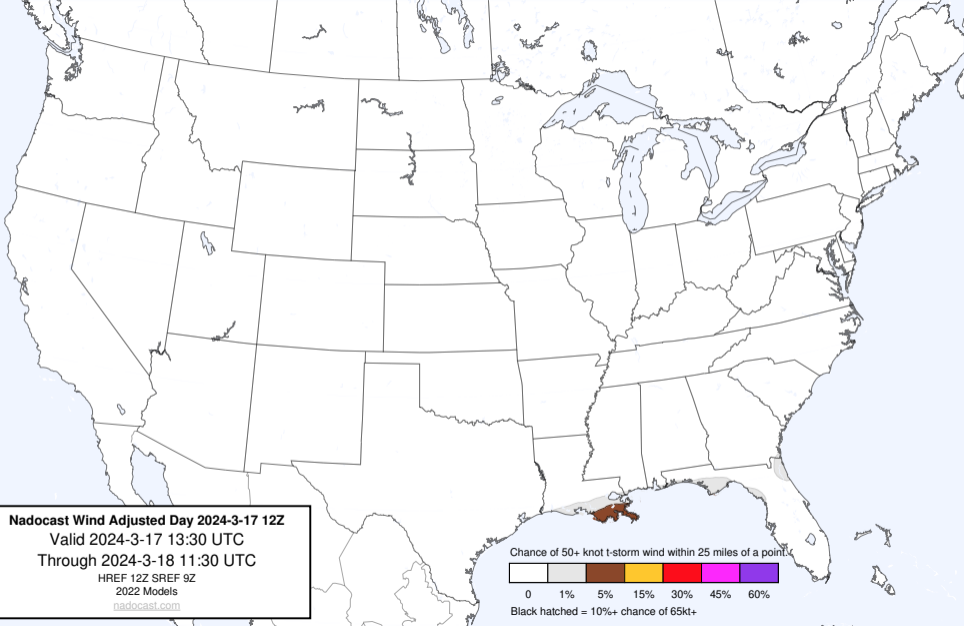 Nadocast Wind Adjusted Day 2024-3-17 12Z
Valid 2024-3-17 13:30 UTC
Through 2024-3-18 11:30 UTC
HREF 12Z SREF 9Z
2022 Models
nadocast.com
Chance of 50+ knot t-storm wind within 25 miles of a point.
0 1% 5% 15% 30% 45% 60%
Black hatched = 10%+ chance of 65kt+